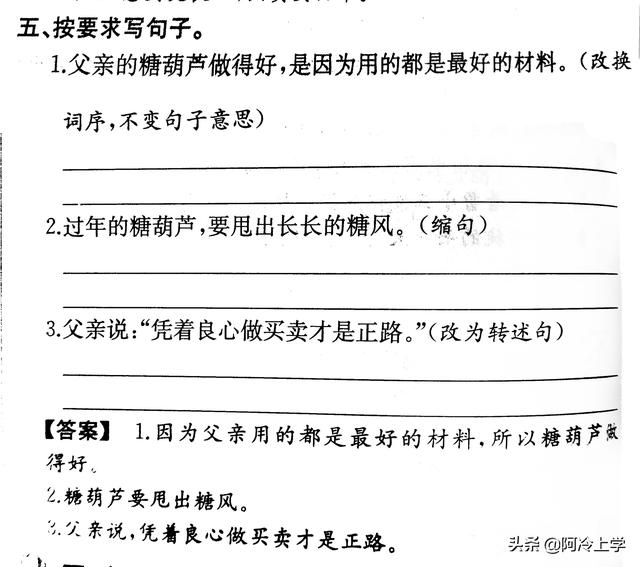 五、按要求写句子。
1.父亲的糖葫芦做得好,是因为用的都是最好的材料。(改换
词序,不变句子意思)
2.过年的糖葫芦,要甩出长长的糖风。(缩句)
3.父亲说:“凭着良心做买卖才是正路。”(改为转述句)
【答案】 1.因为父亲用的都是最好的材料,所以糖葫芦做
得好。
2.糖葫芦要甩出糖风。
3.父亲说,凭着良心做买卖才是正路。
头条 @阿冷上学